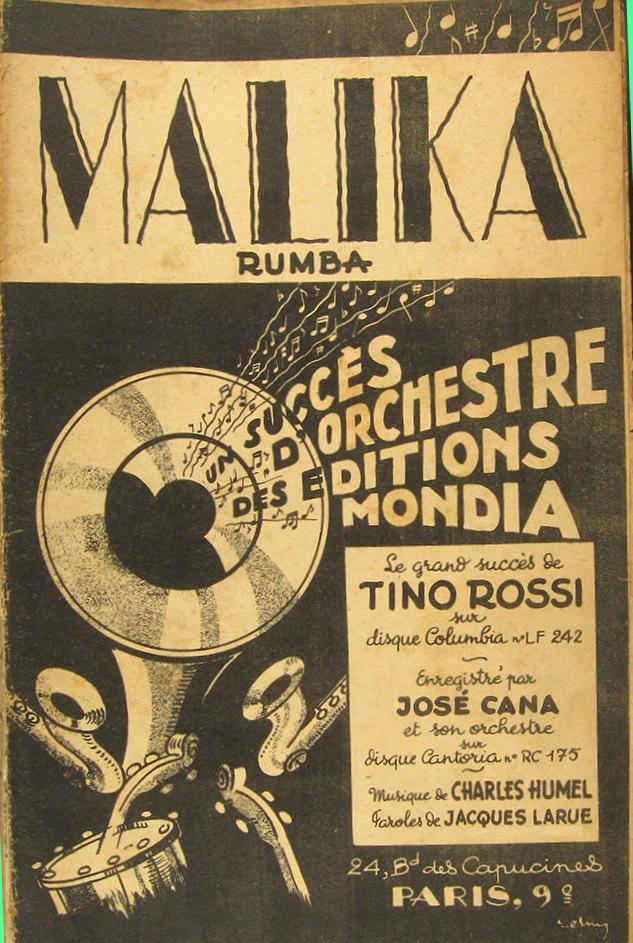 MALIKA
RUMBA
UN SUCCÈS
D'ORCHESTRE
DES EDITIONS
MONDIA
Le grand succès de
TINO ROSSI
sur
disque Columbia nº LF 242
Enregistré par
JOSÉ CANA
et son orchestre
sur
disque Cantoria nº RC 175
Musique de CHARLES HUMEL
Paroles de JACQUES LARUE
24, Bd des Capucines
PARIS, 9e